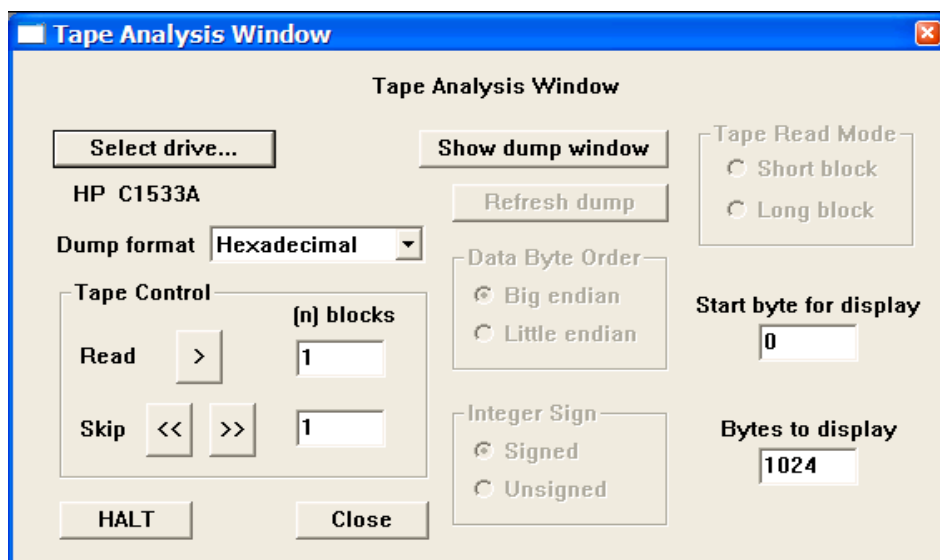 Tape Analysis Window
Tape Analysis Window
Select drive...
HP C1533A
Dump format Hexadecimal
Tape Control
(n) blocks
Read > 1
Skip << >> 1
HALT Close
Show dump window
Refresh dump
Data Byte Order
Big endian
Little endian
Integer Sign
Signed
Unsigned
Tape Read Mode
Short block
Long block
Start byte for display
0
Bytes to display
1024